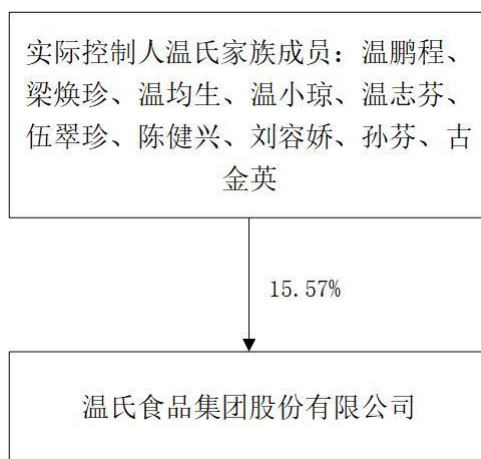 实际控制人温氏家族成员：温鹏程、
梁焕珍、温均生、温小琼、温志芬、
伍翠珍、陈健兴、刘容娇、孙芬、古
金英
15.57%
温氏食品集团股份有限公司